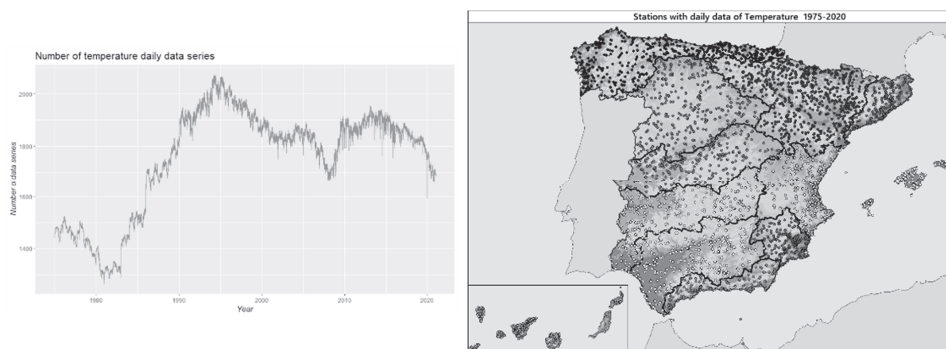 Number of temperature daily data series
2000
1800
1600
1400
Number o data series
1980
1990
2000
2010
2020
Year
Stations with daily data of Temperature 1975-2020